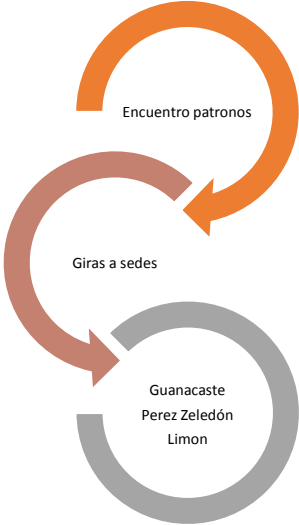 Encuentro patronos
Giras a sedes
Guanacaste
Perez Zeledón
Limon